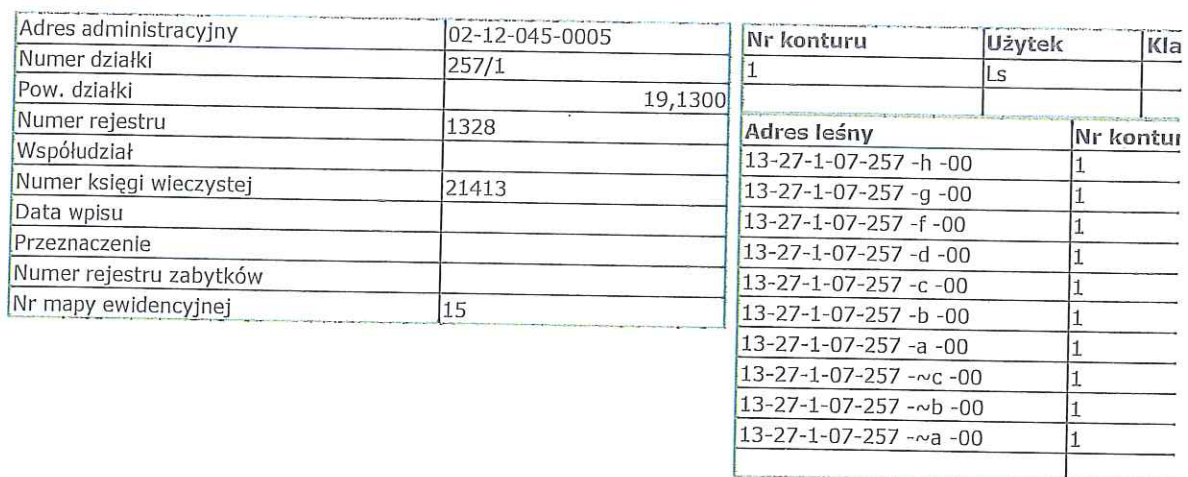 Adres administracyjny 02-12-045-0005
Numer działki 257/1
Pow. działki 19,1300
Numer rejestru 1328
Współudział
Numer księgi wieczystej 21413
Data wpisu
Przeznaczenie
Numer rejestru zabytków
Nr mapy ewidencyjnej 15
Nr konturu Użytek Kla
1 Ls
Adres leśny Nr kontur
13-27-1-07-257 -h -00 1
13-27-1-07-257 -g -00 1
13-27-1-07-257 -f -00 1
13-27-1-07-257 -d -00 1
13-27-1-07-257 -c -00 1
13-27-1-07-257 -b -00 1
13-27-1-07-257 -a -00 1
13-27-1-07-257 -~c -00 1
13-27-1-07-257 -~b -00 1
13-27-1-07-257 -~a -00 1